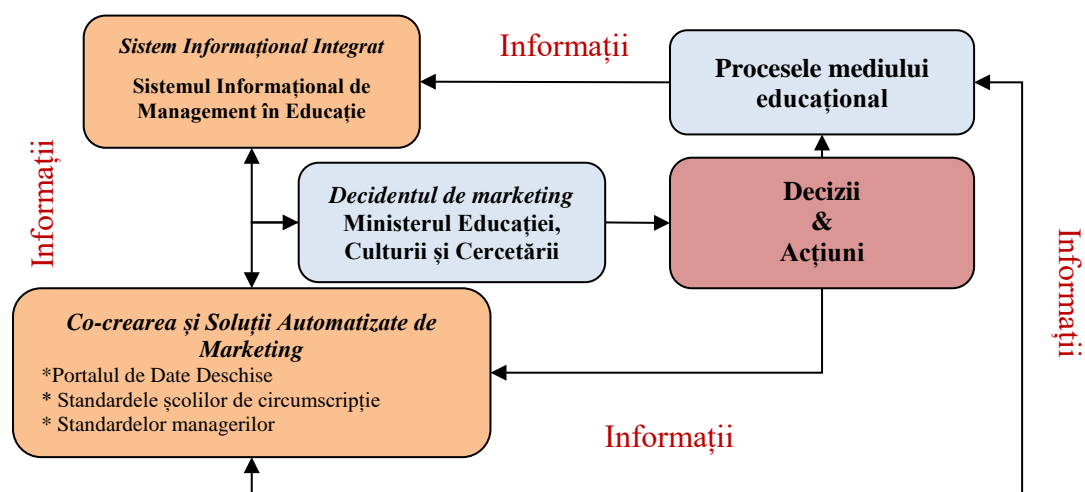 Sistem Informațional Integrat
Sistemul Informațional de
Management în Educație
Informații
Procesele mediului
educațional
Informații
Decidentul de marketing
Ministerul Educației,
Culturii și Cercetării
Decizii
&
Acțiuni
Informații
Co-crearea și Soluții Automatizate de
Marketing
*Portalul de Date Deschise
* Standardele școlilor de circumscripție
* Standardelor managerilor
Informații